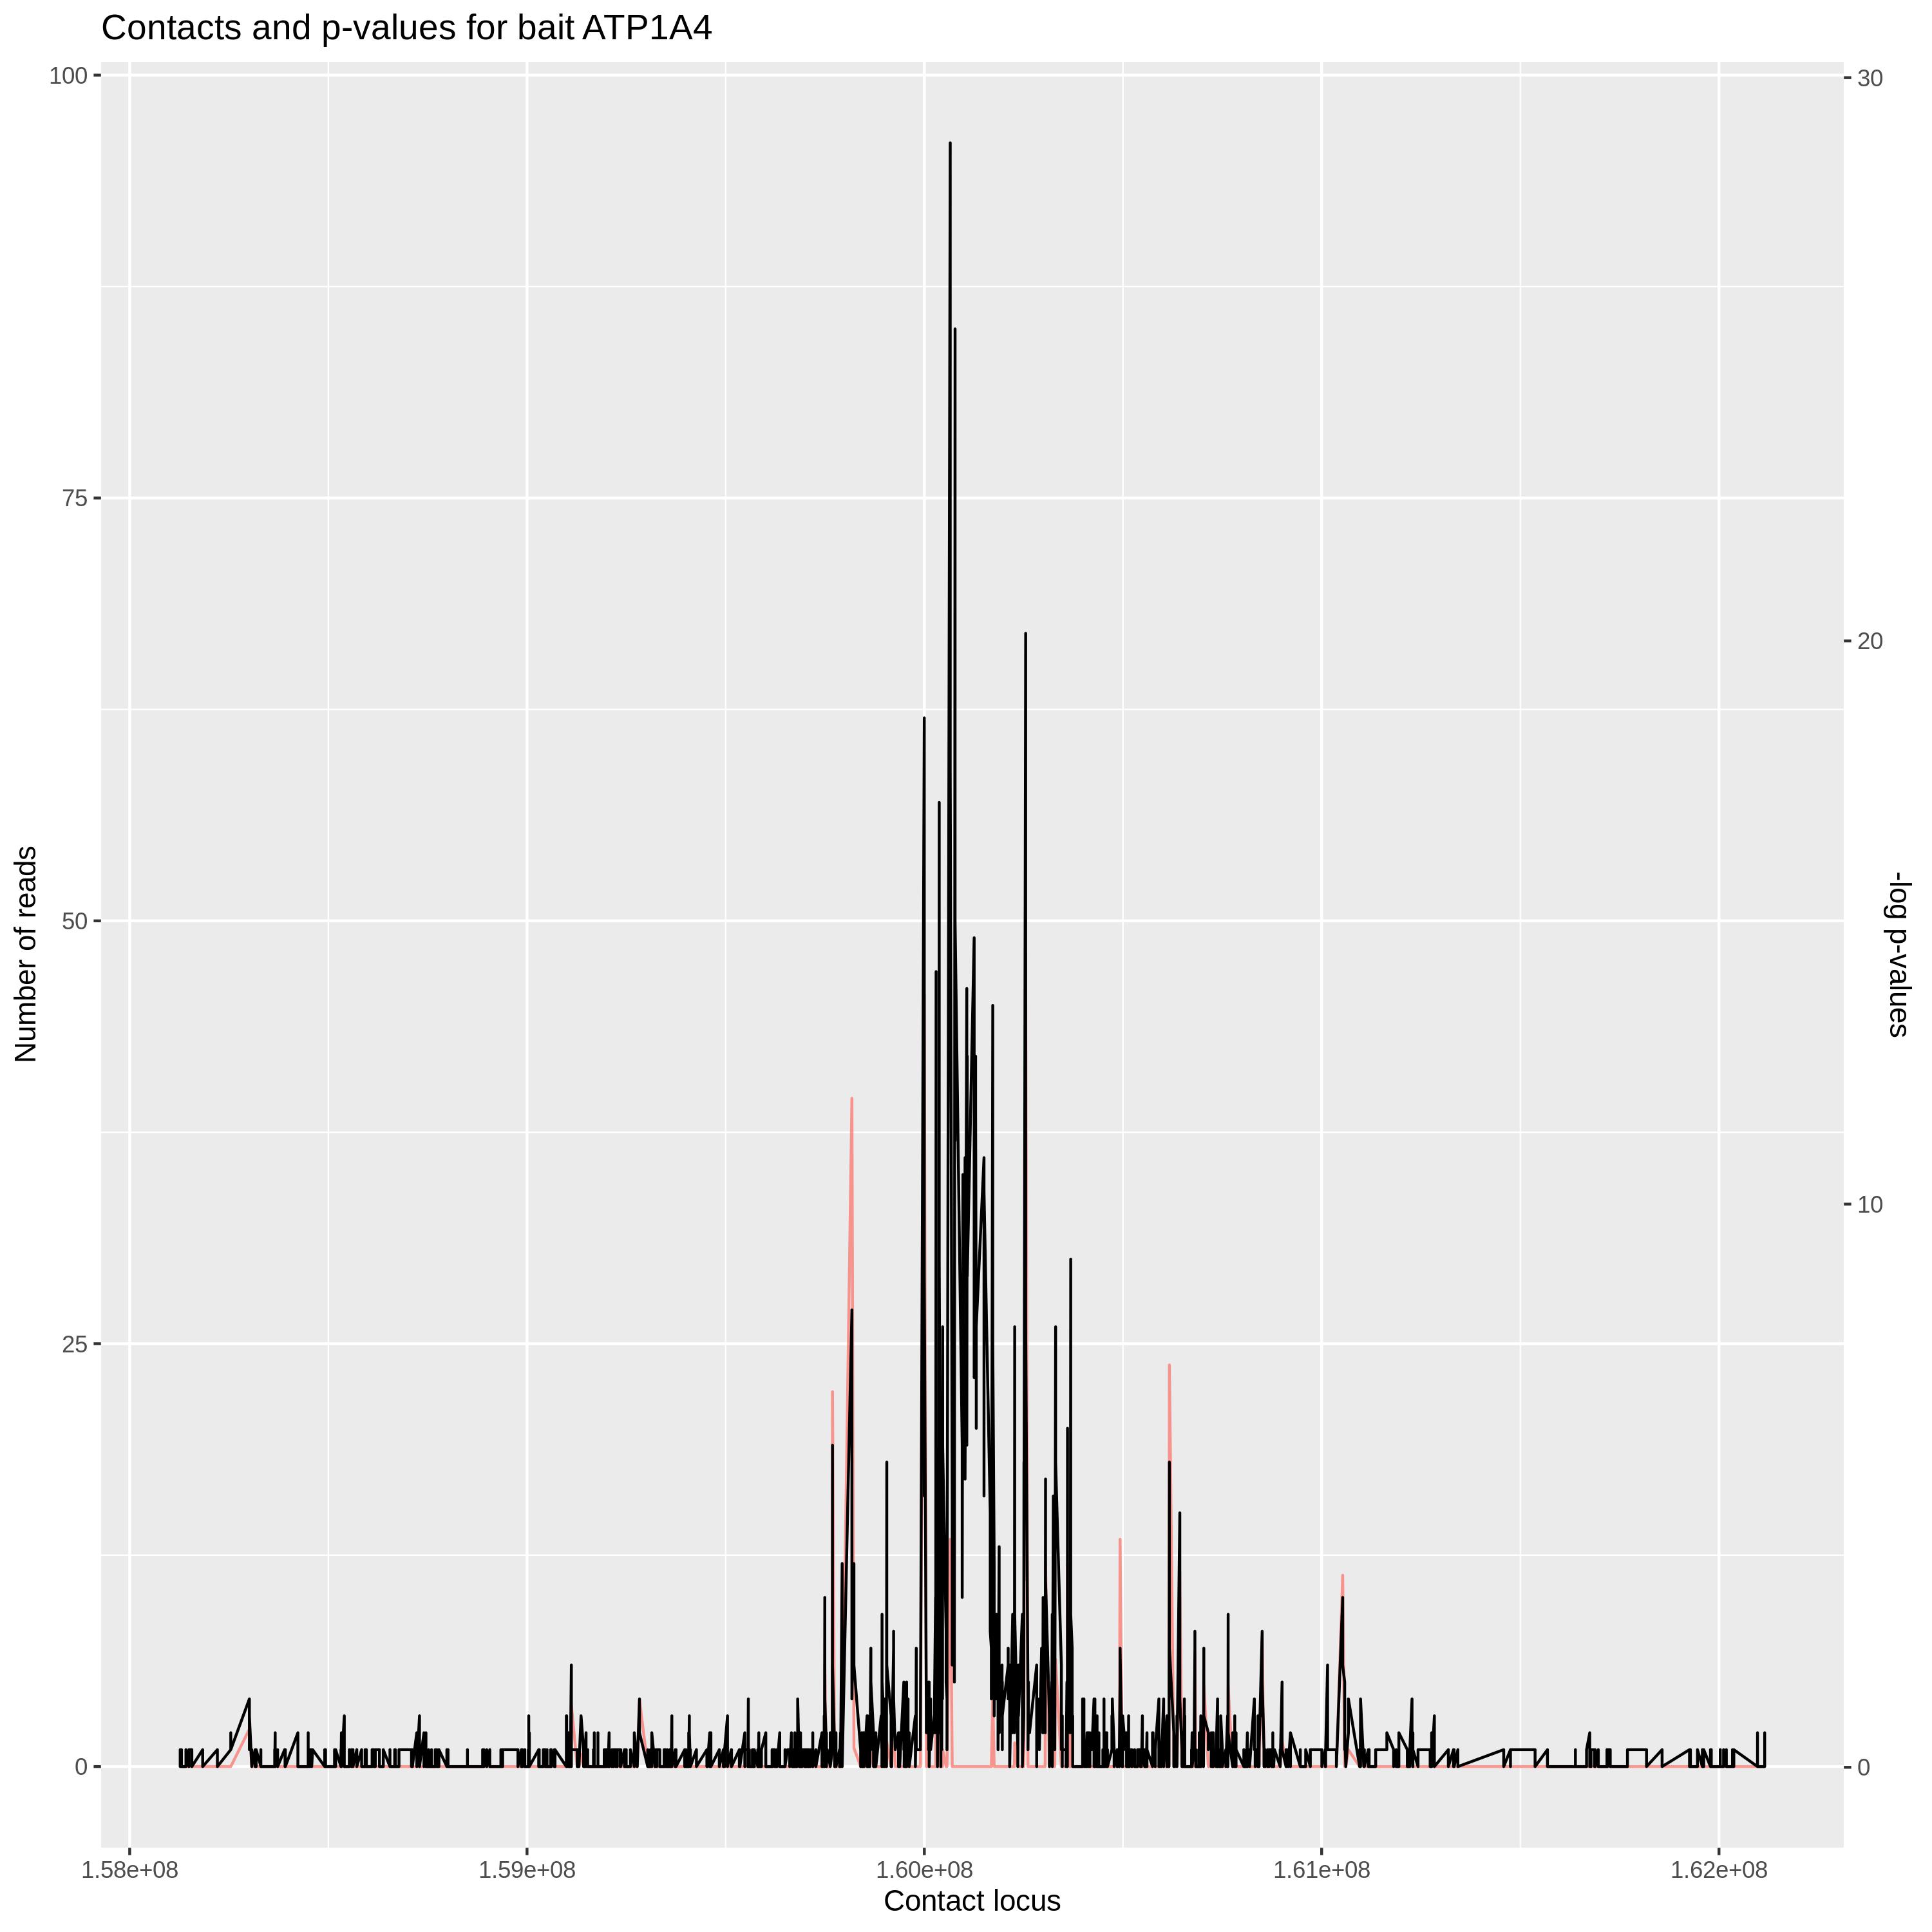 Contacts and p-values for bait ATP1A4
100
75
50
25
0
Number of reads
30
20
10
0
-log p-values
1.58e+08
1.59e+08
1.60e+08
1.61e+08
1.62e+08
Contact locus